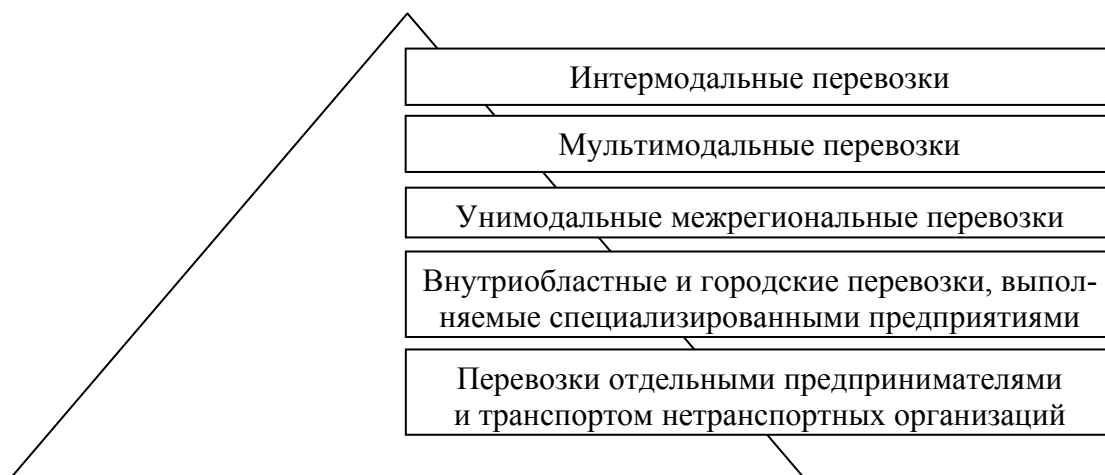 Интермодальные перевозки
Мультимодальные перевозки
Унимодальные межрегиональные перевозки
Внутриобластные и городские перевозки, выпол-
няемые специализированными предприятиями
Перевозки отдельными предпринимателями
и транспортом нетранспортных организаций